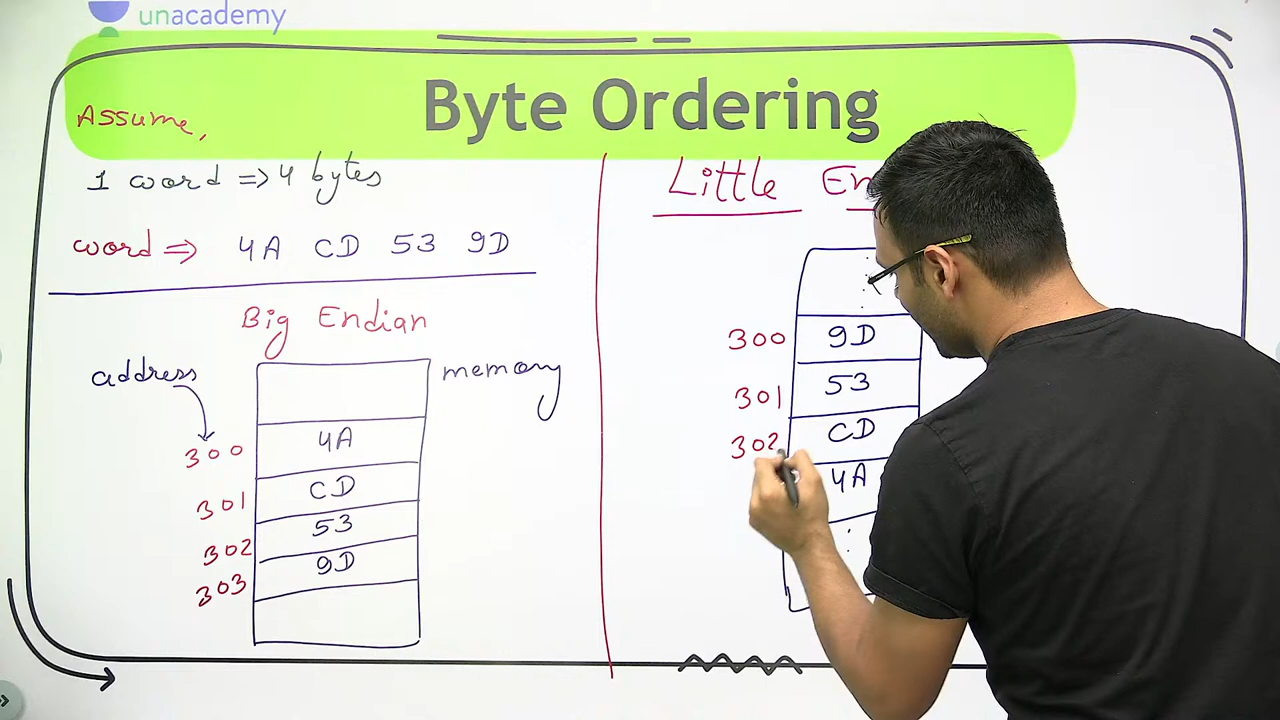 unacademy
Byte Ordering
Assume,
1 word => 4 bytes
word => 4A CD 53 9D
Big Endian
address
memory
300 4A
301 CD
302 53
303 9D
Little
300 9D
301 53
302 CD
4A